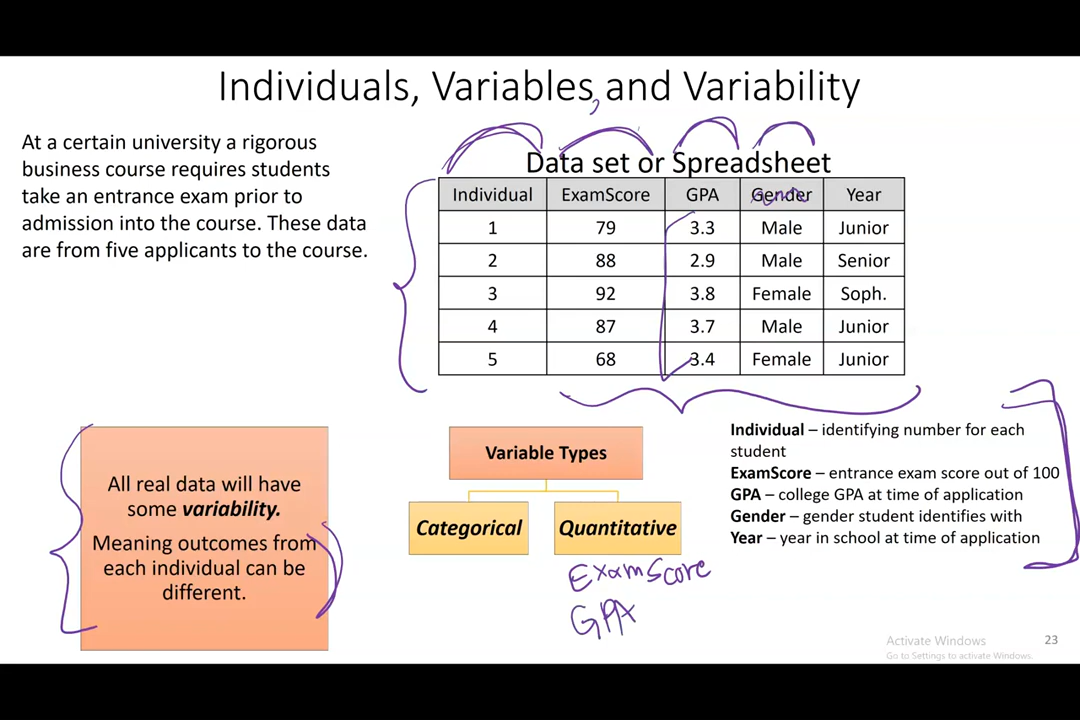 Individuals, Variables, and Variability
At a certain university a rigorous
business course requires students
take an entrance exam prior to
admission into the course. These data
are from five applicants to the course.
Data set or Spreadsheet
Individual ExamScore GPA Gender Year
1 79 3.3 Male Junior
2 88 2.9 Male Senior
3 92 3.8 Female Soph.
4 87 3.7 Male Junior
5 68 3.4 Female Junior
All real data will have
some variability.
Meaning outcomes from
each individual can be
different.
Variable Types
Categorical Quantitative
ExamScore
GPA
Individual – identifying number for each
student
ExamScore – entrance exam score out of 100
GPA – college GPA at time of application
Gender – gender student identifies with
Year – year in school at time of application
Activate Windows
Go to Settings to activate Windows.
23